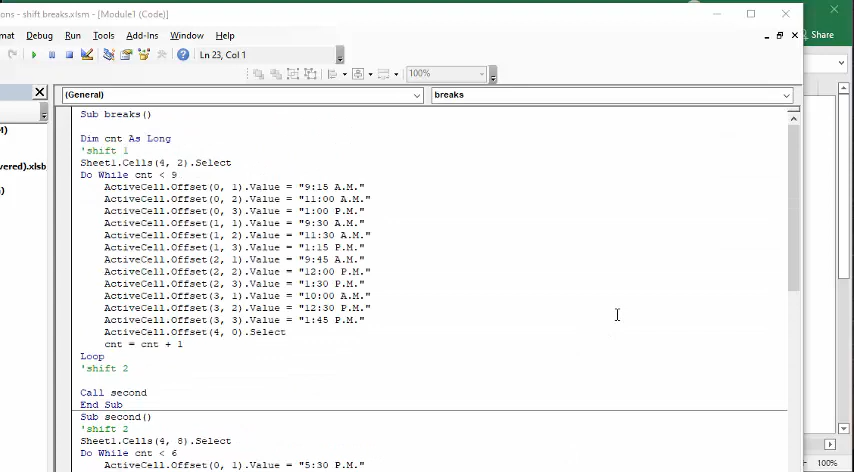 ons - shift breaks.xlsm - [Module1 (Code)]
Share
mat Debug Run Tools Add-Ins Window Help
Ln 23, Col 1
100%
(General) breaks
M)
vered).xlsb
)
Sub breaks()
Dim cnt As Long
'shift 1
Sheet1.Cells(4, 2).Select
Do While cnt < 9
ActiveCell.Offset(0, 1).Value = "9:15 A.M."
ActiveCell.Offset(0, 2).Value = "11:00 A.M."
ActiveCell.Offset(0, 3).Value = "1:00 P.M."
ActiveCell.Offset(1, 1).Value = "9:30 A.M."
ActiveCell.Offset(1, 2).Value = "11:30 A.M."
ActiveCell.Offset(1, 3).Value = "1:15 P.M."
ActiveCell.Offset(2, 1).Value = "9:45 A.M."
ActiveCell.Offset(2, 2).Value = "12:00 P.M."
ActiveCell.Offset(2, 3).Value = "1:30 P.M."
ActiveCell.Offset(3, 1).Value = "10:00 A.M."
ActiveCell.Offset(3, 2).Value = "12:30 P.M."
ActiveCell.Offset(3, 3).Value = "1:45 P.M."
ActiveCell.Offset(4, 0).Select
cnt = cnt + 1
Loop
'shift 2
Call second
End Sub
Sub second()
'shift 2
Sheet1.Cells(4, 8).Select
Do While cnt < 6
ActiveCell.Offset(0, 1).Value = "5:30 P.M."
100%